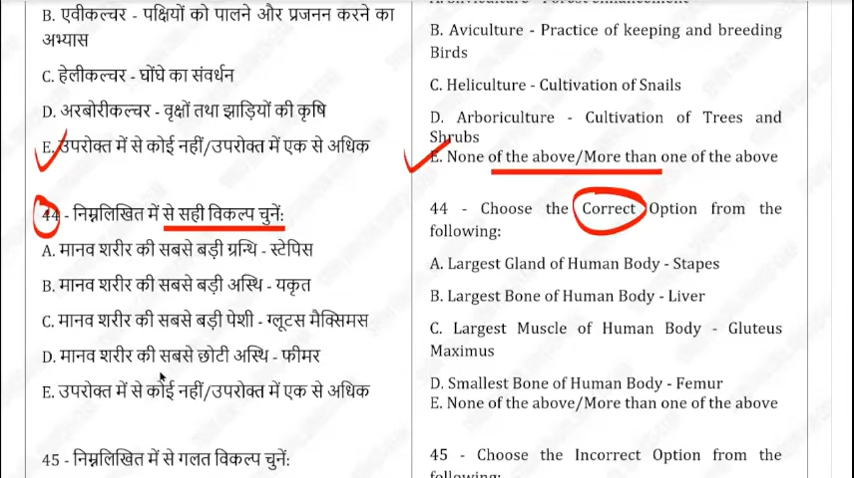 B. एवीकल्चर - पक्षियों को पालने और प्रजनन करने का
अभ्यास
C. हेलीकल्चर - घोंघे का संवर्धन
D. अरबोरीकल्चर - वृक्षों तथा झाड़ियों की कृषि
E. उपरोक्त में से कोई नहीं/उपरोक्त में एक से अधिक
44 - निम्नलिखित में से सही विकल्प चुनें:
A. मानव शरीर की सबसे बड़ी ग्रन्थि - स्टेपिस
B. मानव शरीर की सबसे बड़ी अस्थि - यकृत
C. मानव शरीर की सबसे बड़ी पेशी - ग्लूटस मैक्सिमस
D. मानव शरीर की सबसे छोटी अस्थि - फीमर
E. उपरोक्त में से कोई नहीं/उपरोक्त में एक से अधिक
45 - निम्नलिखित में से गलत विकल्प चुनें:
B. Aviculture - Practice of keeping and breeding
Birds
C. Heliculture - Cultivation of Snails
D. Arboriculture - Cultivation of Trees and
Shrubs
E. None of the above/More than one of the above
44 - Choose the Correct Option from the
following:
A. Largest Gland of Human Body - Stapes
B. Largest Bone of Human Body - Liver
C. Largest Muscle of Human Body - Gluteus
Maximus
D. Smallest Bone of Human Body - Femur
E. None of the above/More than one of the above
45 - Choose the Incorrect Option from the
following: